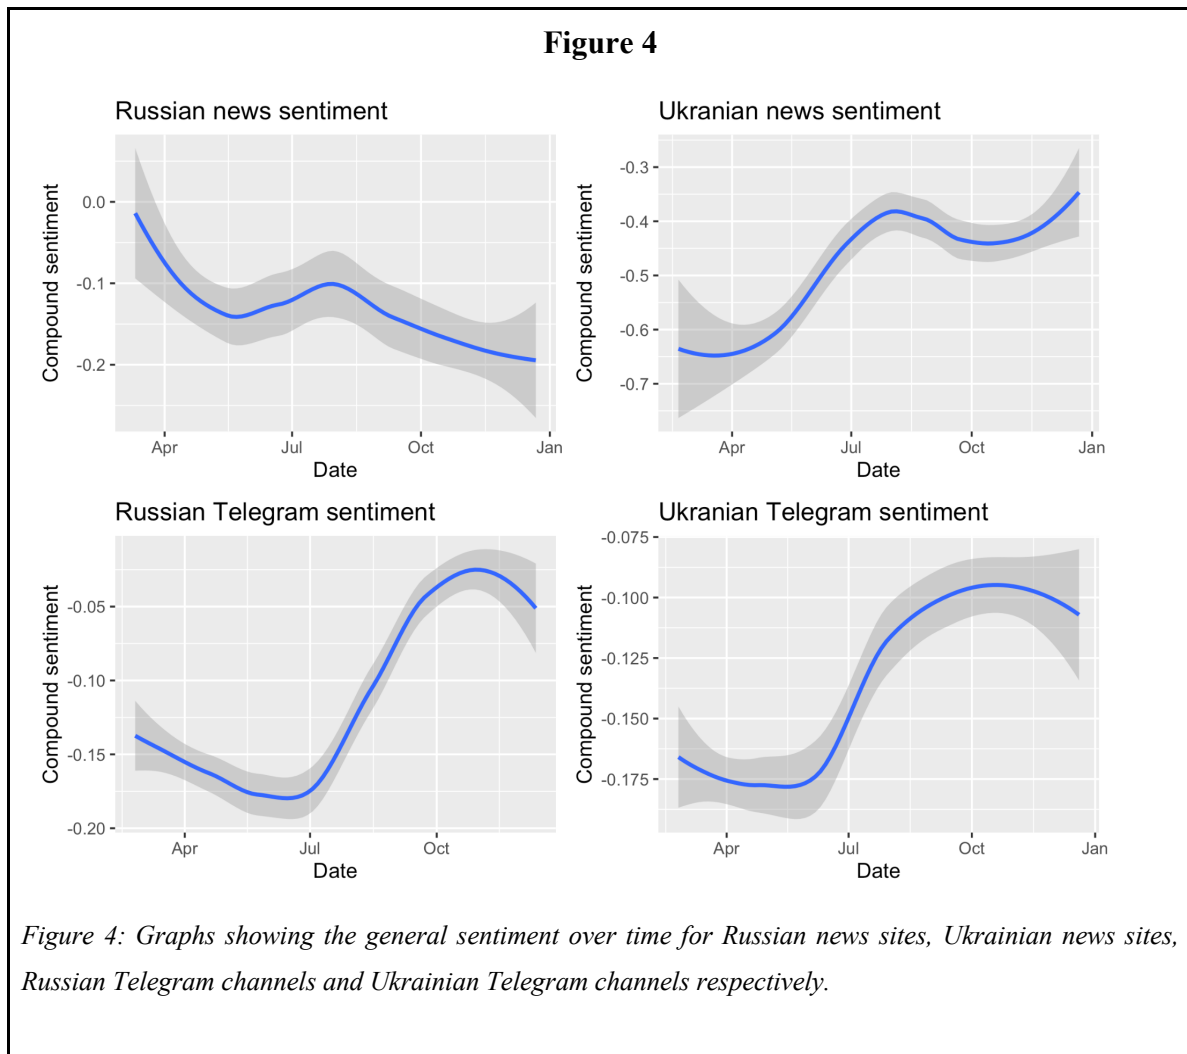 Figure 4
Russian news sentiment
Compound sentiment
0.0
-0.1
-0.2
Apr
Jul
Oct
Jan
Date
Ukranian news sentiment
Compound sentiment
-0.3
-0.4
-0.5
-0.6
-0.7
Apr
Jul
Oct
Jan
Date
Russian Telegram sentiment
Compound sentiment
-0.05
-0.10
-0.15
-0.20
Apr
Jul
Oct
Date
Ukranian Telegram sentiment
Compound sentiment
-0.075
-0.100
-0.125
-0.150
-0.175
Apr
Jul
Oct
Jan
Date
Figure 4: Graphs showing the general sentiment over time for Russian news sites, Ukrainian news sites,
Russian Telegram channels and Ukrainian Telegram channels respectively.